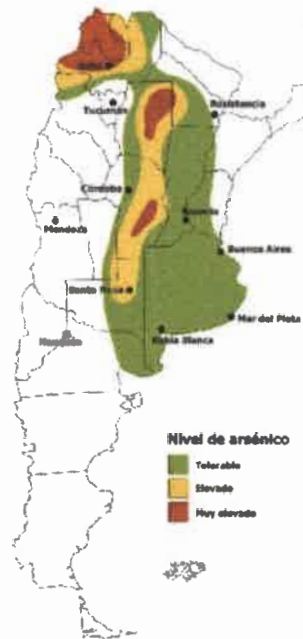 Salta
Tucumán
Resistencia
Córdoba
Mendoza
Buenos Aires
Santa Rosa
Mar del Plata
Neuquén
Bahía Blanca
Nivel de arsénico
Tolerable
Elevado
Muy elevado